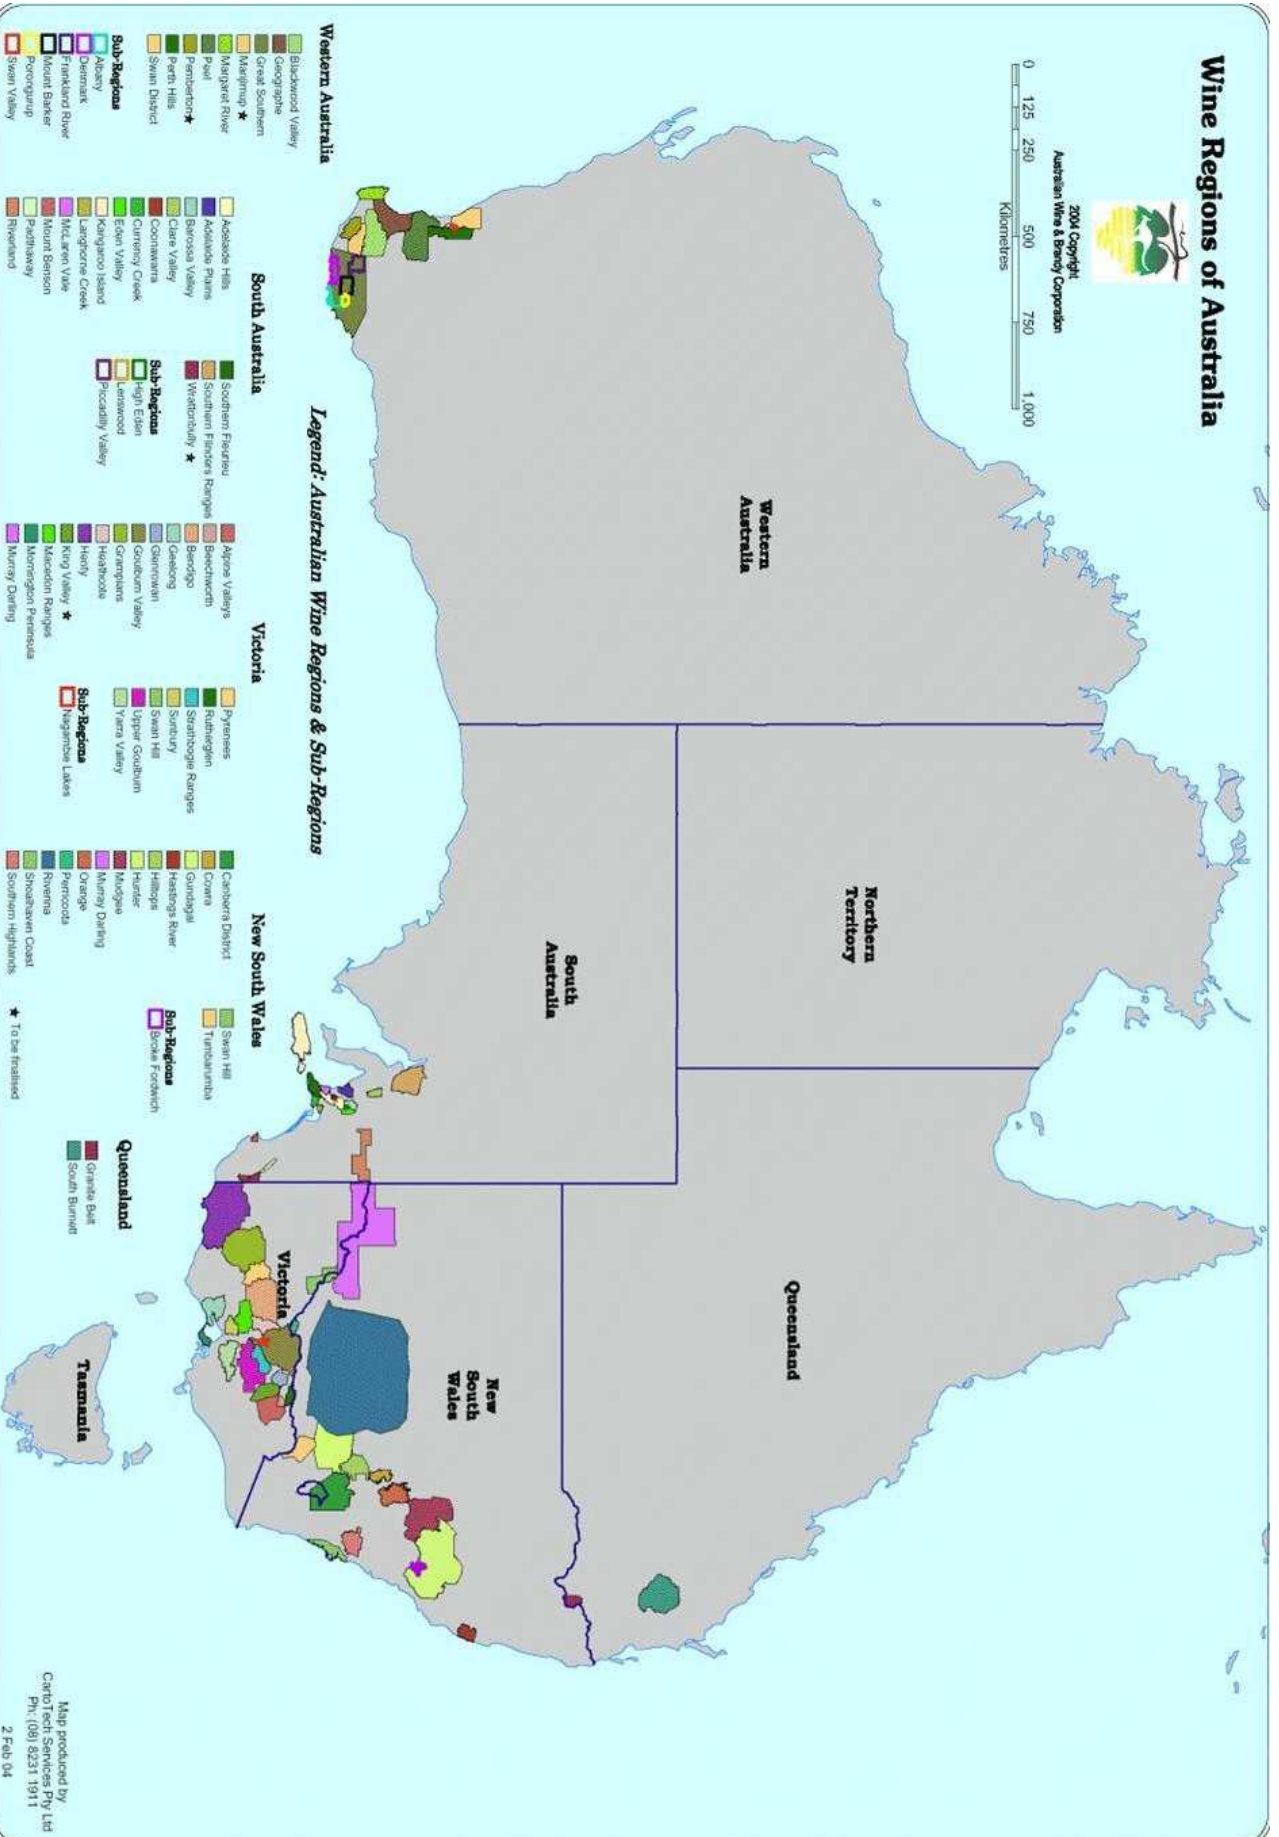 Wine Regions of Australia
2004 Copyright
Australian Wine & Brandy Corporation
0 125 250 500 750 1,000
Kilometres
Western
Australia
Northern
Territory
South
Australia
Queensland
New
South
Wales
Victoria
Tasmania
Legend: Australian Wine Regions & Sub-Regions
Western Australia
Blackwood Valley
Geographe
Great Southern
Manjimup ★
Margaret River
Peel
Pemberton★
Perth Hills
Swan District
Sub-Regions
Albany
Denmark
Frankland River
Mount Barker
Porongurup
Swan Valley
South Australia
Adelaide Hills
Adelaide Plains
Barossa Valley
Clare Valley
Coonawarra
Currency Creek
Eden Valley
Kangaroo Island
Langhorne Creek
McLaren Vale
Mount Benson
Padthaway
Riverland
Southern Fleurieu
Southern Flinders Ranges
Wrattonbully ★
Sub-Regions
High Eden
Lenswood
Piccadilly Valley
Victoria
Alpine Valleys
Beechworth
Bendigo
Geelong
Glenrowan
Goulburn Valley
Grampians
Heathcote
Henty
King Valley ★
Macedon Ranges
Mornington Peninsula
Murray Darling
Pyrenees
Rutherglen
Strathbogie Ranges
Sunbury
Swan Hill
Upper Goulburn
Yarra Valley
Sub-Regions
Nagambie Lakes
New South Wales
Canberra District
Cowra
Gundagai
Hastings River
Hilltops
Hunter
Mudgee
Murray Darling
Orange
Perricoota
Riverina
Shoalhaven Coast
Southern Highlands
Swan Hill
Tumbarumba
Sub-Regions
Broke Fordwich
★ To be finalised
Queensland
Granite Belt
South Burnett
Map produced by
CartoTech Services Pty Ltd
Ph: (08) 8231 1911
2 Feb 04